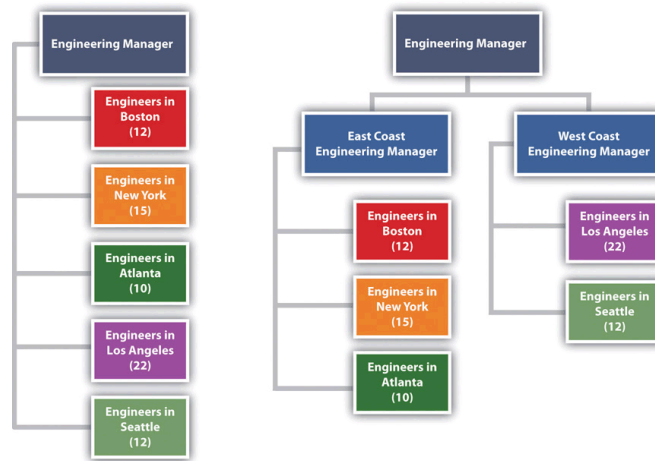 Engineering Manager
Engineers in
Boston
(12)
Engineers in
New York
(15)
Engineers in
Atlanta
(10)
Engineers in
Los Angeles
(22)
Engineers in
Seattle
(12)
Engineering Manager
East Coast
Engineering Manager
Engineers in
Boston
(12)
Engineers in
New York
(15)
Engineers in
Atlanta
(10)
West Coast
Engineering Manager
Engineers in
Los Angeles
(22)
Engineers in
Seattle
(12)